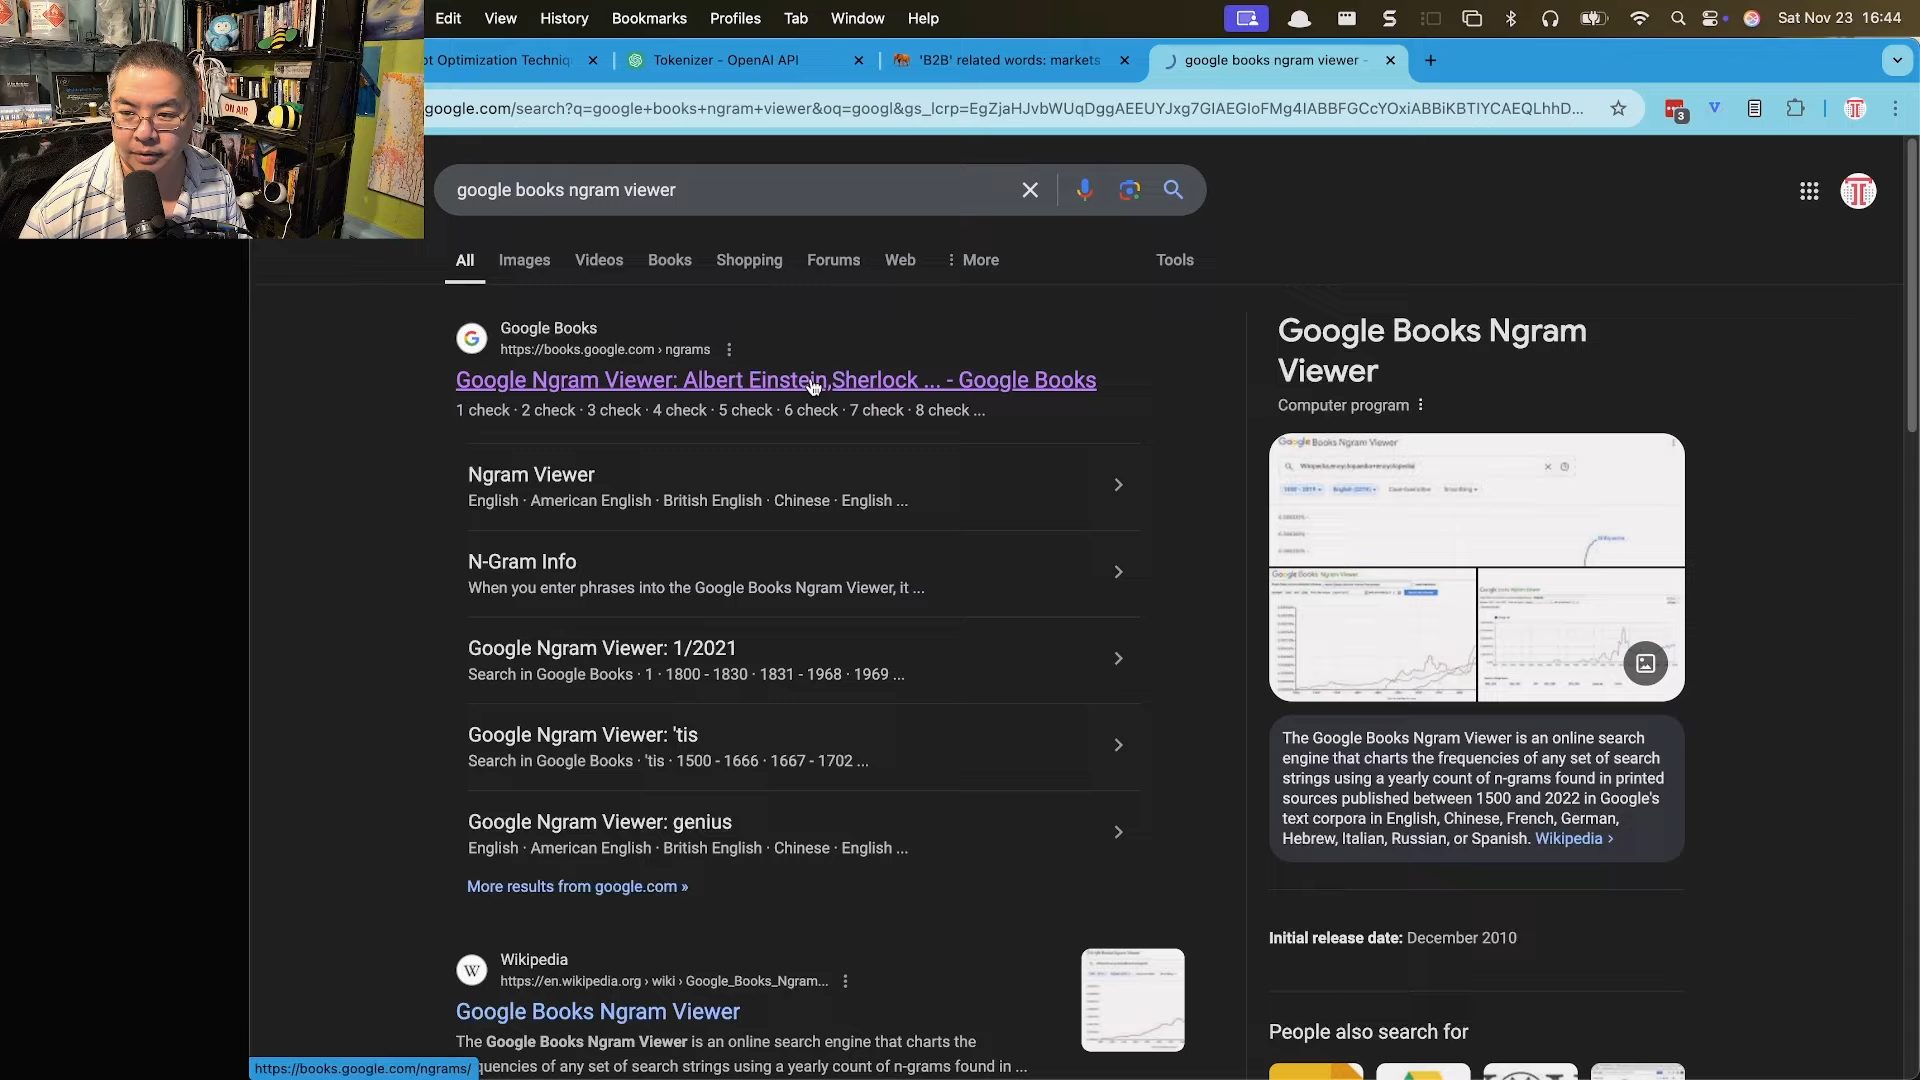 Edit View History Bookmarks Profiles Tab Window Help
Sat Nov 23 16:44
ON AIR
pt Optimization Techniq
Tokenizer - OpenAI API
'B2B' related words: markets
google books ngram viewer -
google.com/search?q=google+books+ngram+viewer&oq=googl&gs_lcrp=EgZjaHJvbWUqDggAEEUYJxg7GIAEGIoFMg4IABBFGCcYOxiABBiKBTIYCAEQLhhD...
3
google books ngram viewer
All Images Videos Books Shopping Forums Web More Tools
Google Books
https://books.google.com › ngrams
Google Ngram Viewer: Albert Einstein,Sherlock ... - Google Books
1 check · 2 check · 3 check · 4 check · 5 check · 6 check · 7 check · 8 check ...
Ngram Viewer
English · American English · British English · Chinese · English ...
N-Gram Info
When you enter phrases into the Google Books Ngram Viewer, it ...
Google Ngram Viewer: 1/2021
Search in Google Books · 1 · 1800 - 1830 · 1831 - 1968 · 1969 ...
Google Ngram Viewer: 'tis
Search in Google Books · 'tis · 1500 - 1666 · 1667 - 1702 ...
Google Ngram Viewer: genius
English · American English · British English · Chinese · English ...
More results from google.com »
W
Wikipedia
https://en.wikipedia.org › wiki › Google_Books_Ngram...
Google Books Ngram Viewer
The Google Books Ngram Viewer is an online search engine that charts the
quencies of any set of search strings using a yearly count of n-grams found in ...
https://books.google.com/ngrams/
Google Books Ngram
Viewer
Computer program
Google Books Ngram Viewer
The Google Books Ngram Viewer is an online search
engine that charts the frequencies of any set of search
strings using a yearly count of n-grams found in printed
sources published between 1500 and 2022 in Google's
text corpora in English, Chinese, French, German,
Hebrew, Italian, Russian, or Spanish. Wikipedia ›
Initial release date: December 2010
People also search for